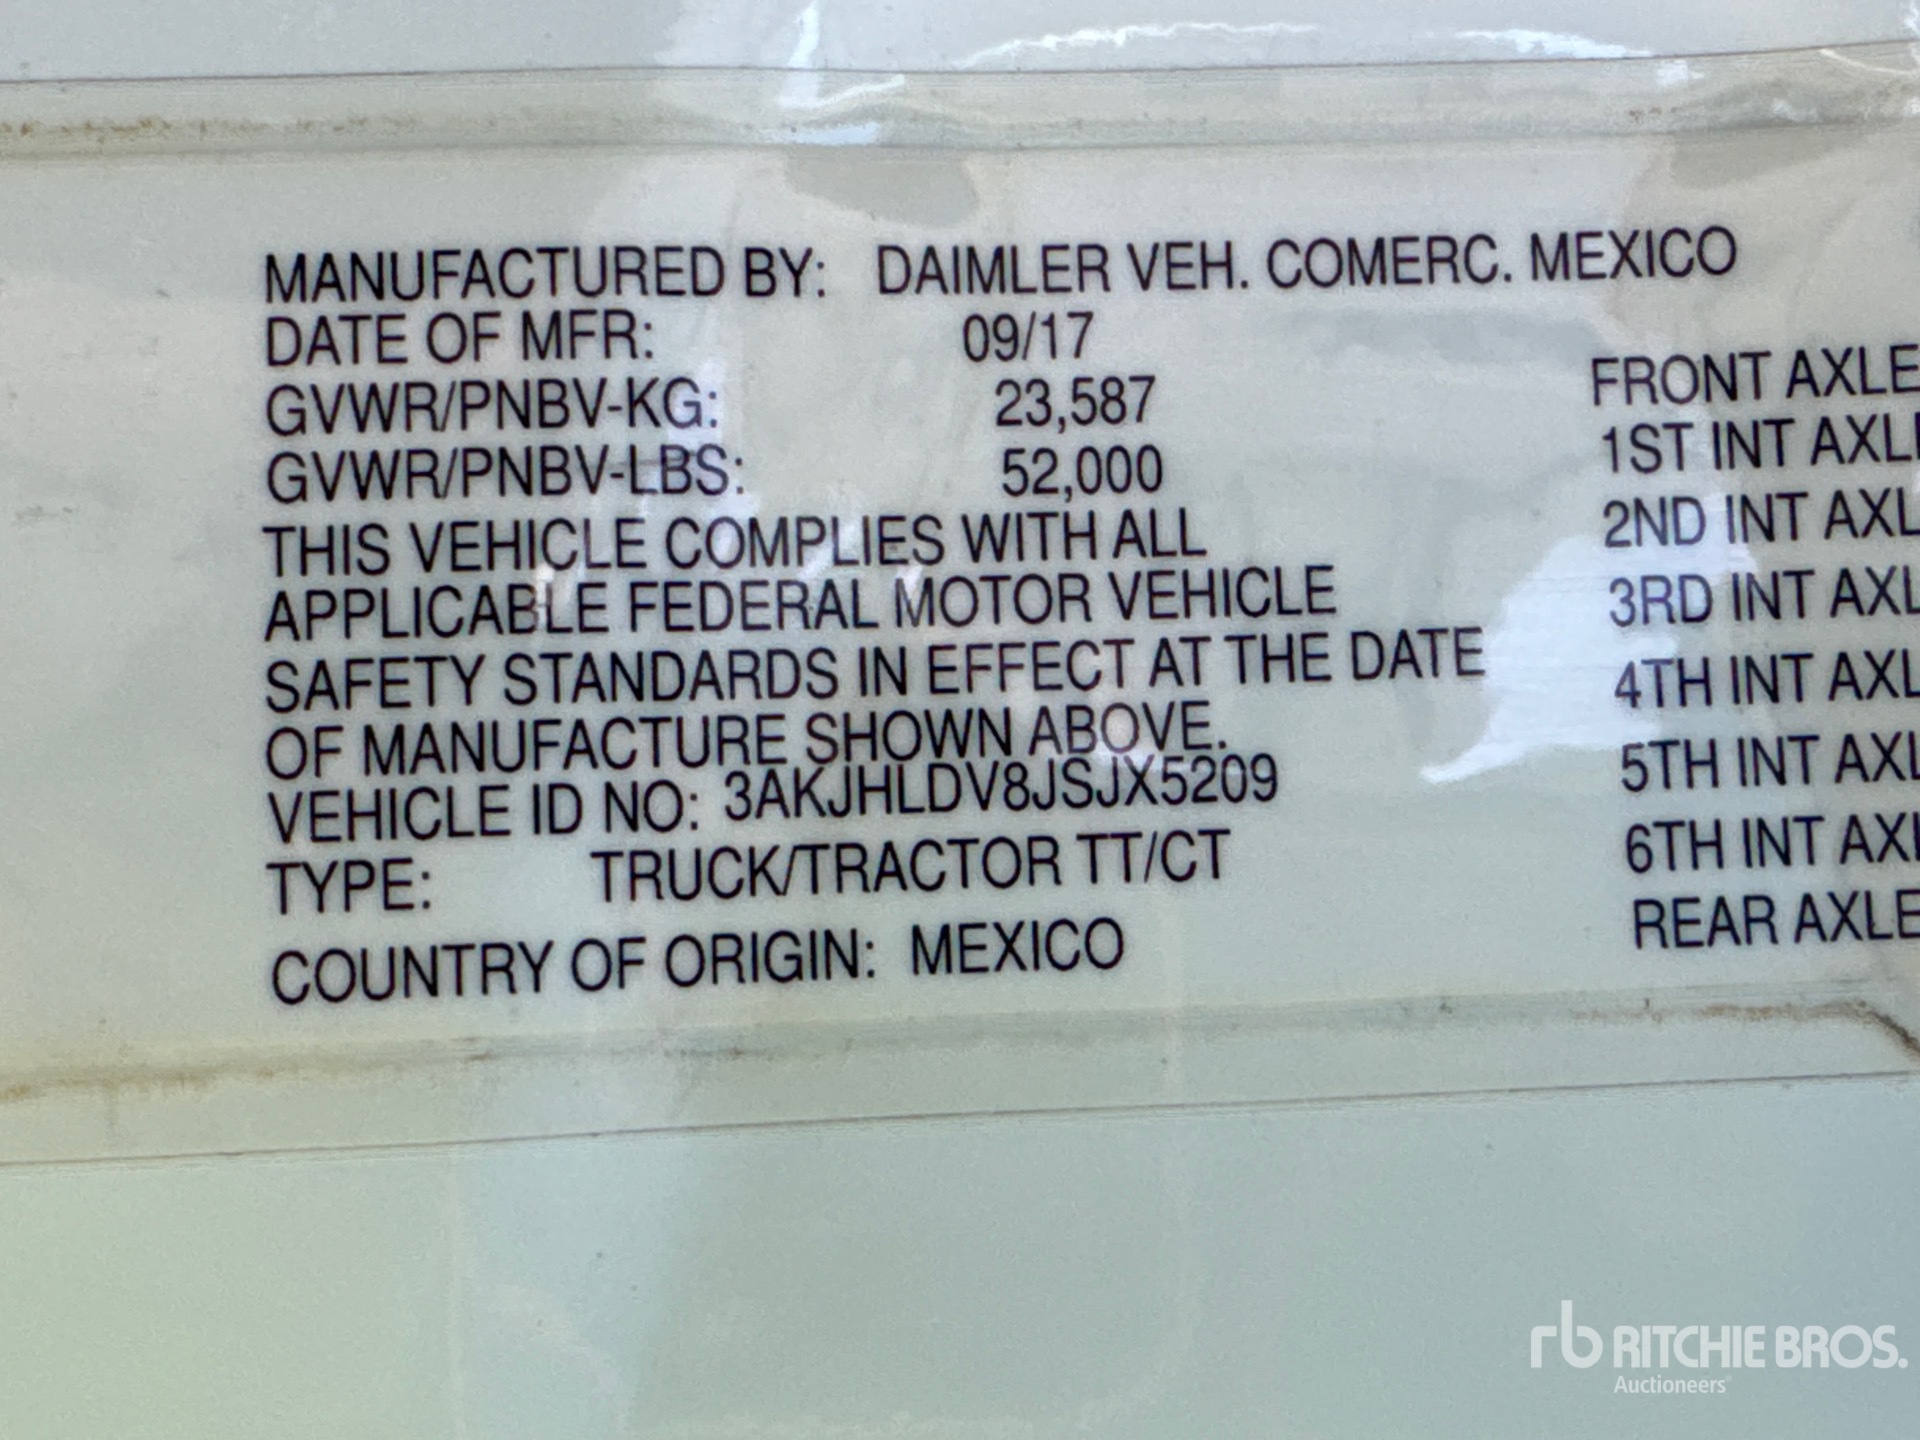 MANUFACTURED BY: DAIMLER VEH. COMERC. MEXICO
DATE OF MFR: 09/17
GVWR/PNBV-KG: 23,587
GVWR/PNBV-LBS: 52,000
THIS VEHICLE COMPLIES WITH ALL
APPLICABLE FEDERAL MOTOR VEHICLE
SAFETY STANDARDS IN EFFECT AT THE DATE
OF MANUFACTURE SHOWN ABOVE.
VEHICLE ID NO: 3AKJHLDV8JSJX5209
TYPE: TRUCK/TRACTOR TT/CT
COUNTRY OF ORIGIN: MEXICO
FRONT AXLE
1ST INT AXL
2ND INT AXL
3RD INT AXL
4TH INT AXL
5TH INT AXL
6TH INT AXL
REAR AXLE
rb RITCHIE BROS.
Auctioneers